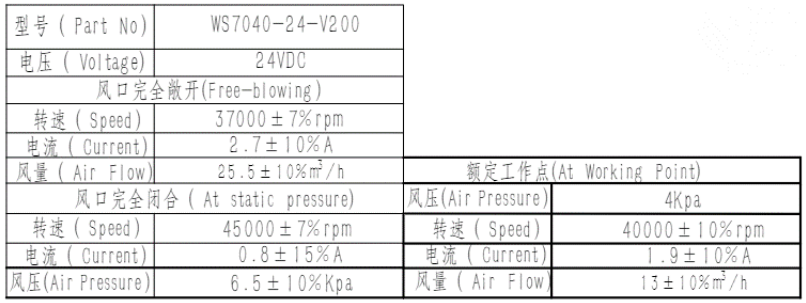 型号 ( Part No) WS7040-24-V200
电压 ( Voltage) 24VDC
风口完全敞开(Free-blowing )
转速 ( Speed) 37000±7%rpm
电流 ( Current) 2.7±10%A
风量 ( Air Flow) 25.5±10%m³/h
风口完全闭合 ( At static pressure)
转速 ( Speed) 45000±7%rpm
电流 ( Current) 0.8±15%A
风压(Air Pressure) 6.5±10%Kpa
额定工作点(At Working Point)
风压(Air Pressure) 4Kpa
转速 ( Speed) 40000±10%rpm
电流 ( Current) 1.9±10%A
风量 ( Air Flow) 13±10%m³/h